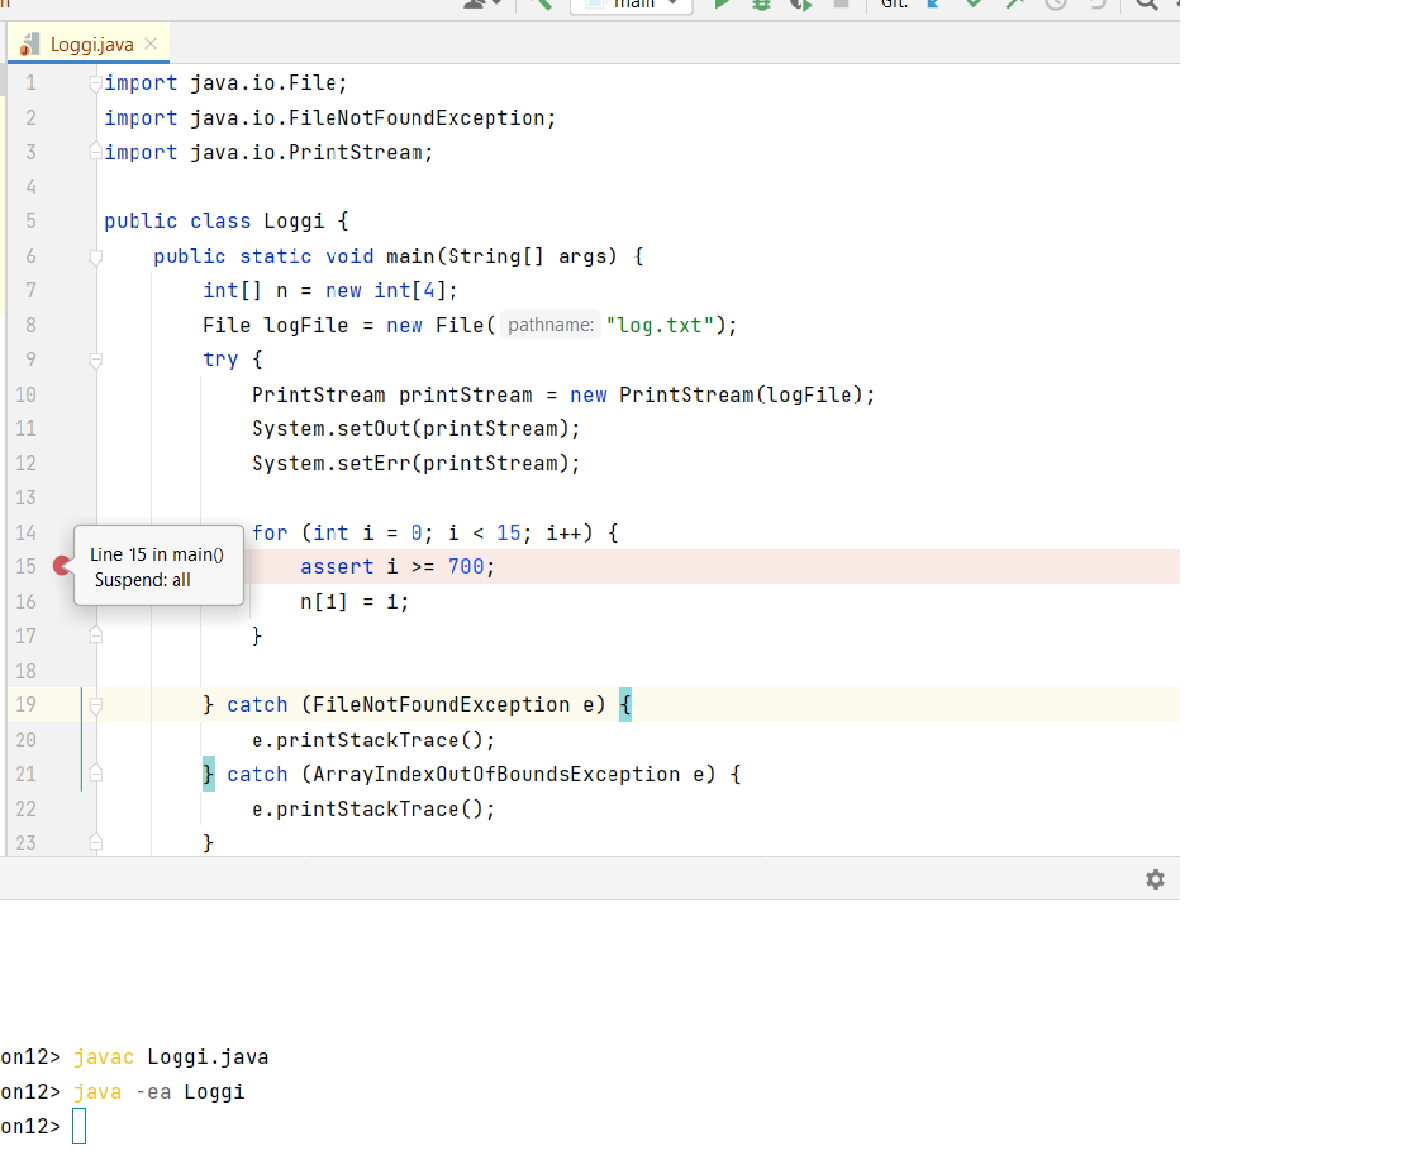 main
Git:
Loggi.java
1 import java.io.File;
2 import java.io.FileNotFoundException;
3 import java.io.PrintStream;
4
5 public class Loggi {
6 public static void main(String[] args) {
7 int[] n = new int[4];
8 File logFile = new File( pathname: "log.txt");
9 try {
10 PrintStream printStream = new PrintStream(logFile);
11 System.setOut(printStream);
12 System.setErr(printStream);
13
14 for (int i = 0; i < 15; i++) {
Line 15 in main()
Suspend: all
15 assert i >= 700;
16 n[i] = i;
17 }
18
19 } catch (FileNotFoundException e) {
20 e.printStackTrace();
21 } catch (ArrayIndexOutOfBoundsException e) {
22 e.printStackTrace();
23 }
on12> javac Loggi.java
on12> java -ea Loggi
on12>